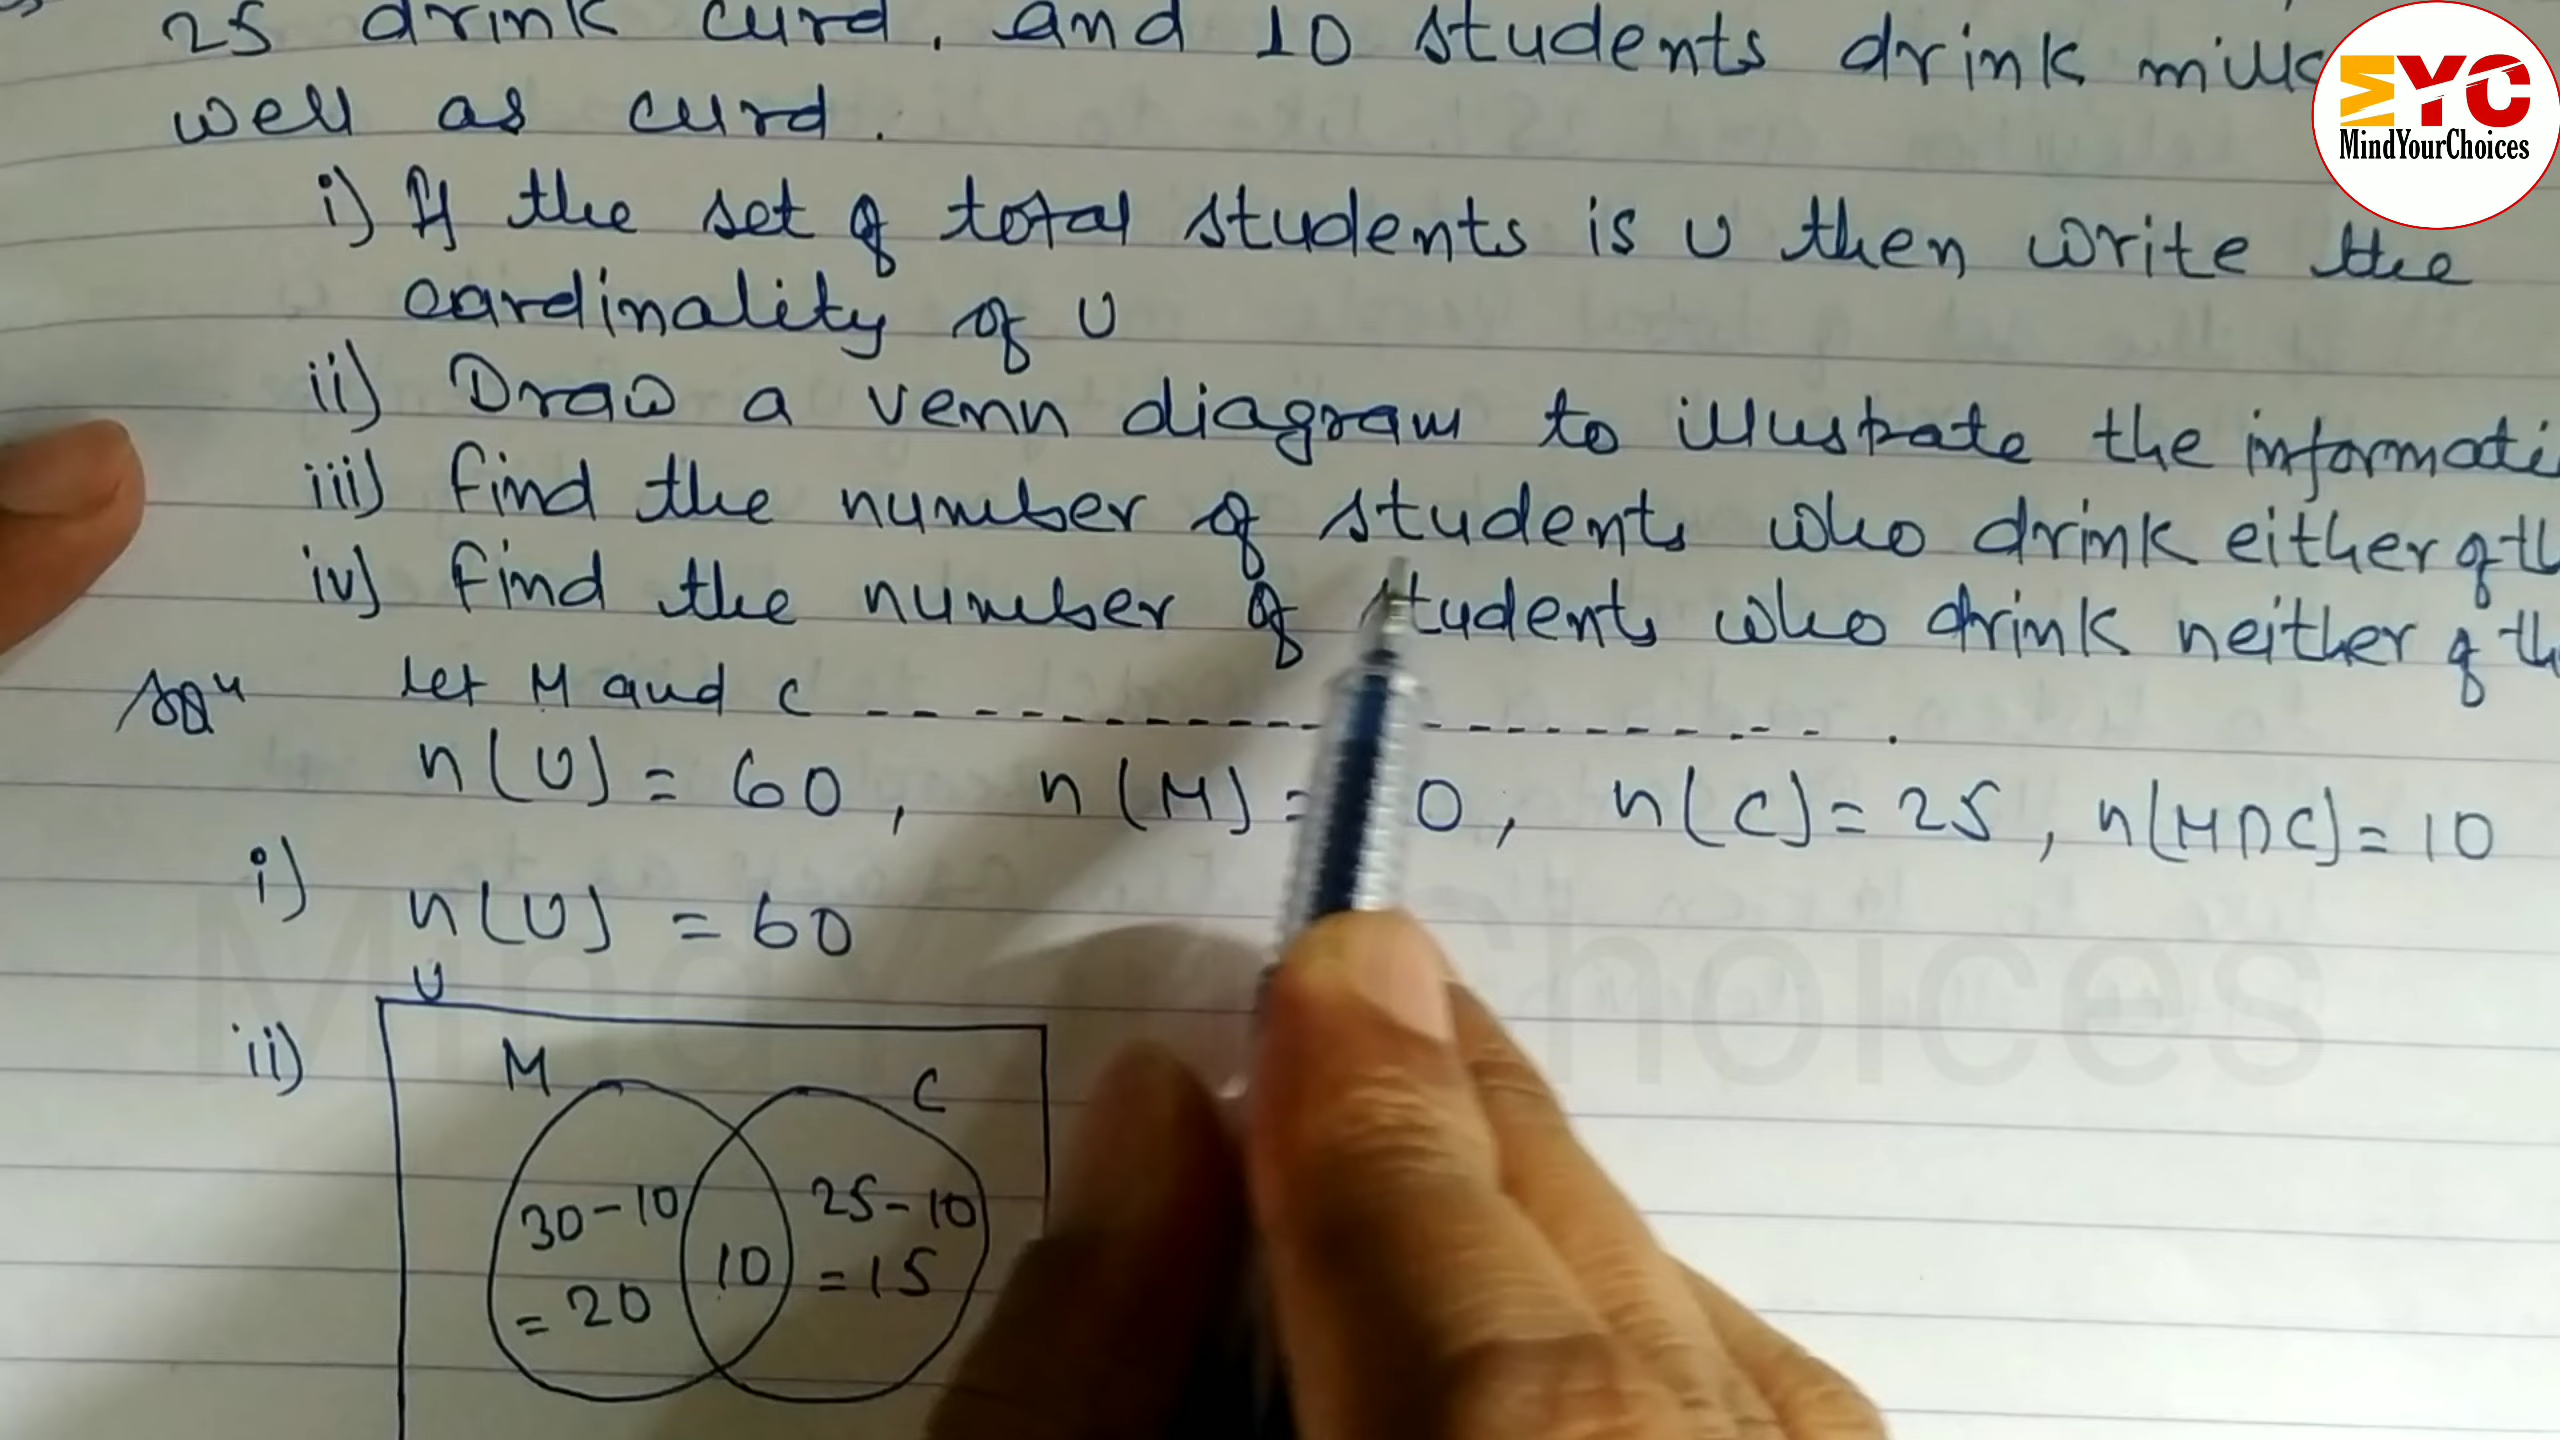 25 drink curd. and 10 students drink milk
well as curd.
MYC
MindYourChoices
i) If the set of total students is U then write the
cardinality of U
ii) Draw a venn diagram to illustrate the informati
iii) Find the number of students who drink either of th
iv) Find the number of students who drink neither of th
Solⁿ Let M and C ---------------------.
n(U) = 60, n(M) = 0, n(C) = 25, n(M∩C) = 10
i) n(U) = 60
U
ii)
M C
30-10 25-10
= 20 10 = 15
MindYourChoices